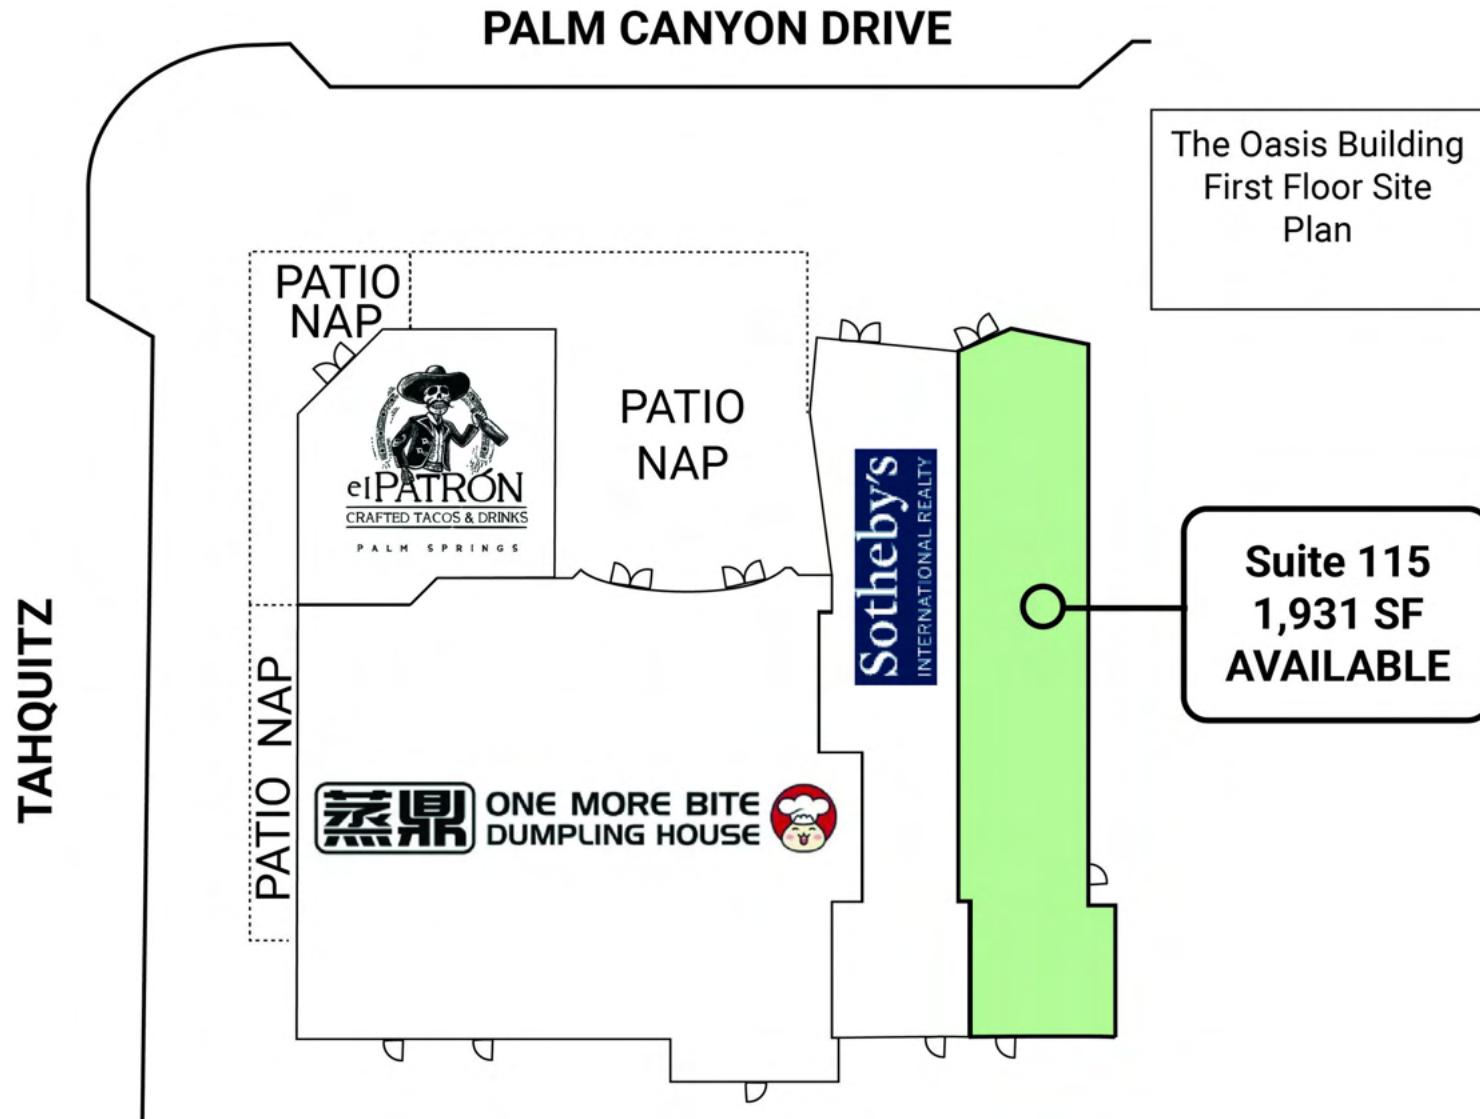 PALM CANYON DRIVE
The Oasis Building
First Floor Site
Plan
PATIO
NAP
PATIO
NAP
elPATRÓN
CRAFTED TACOS & DRINKS
PALM SPRINGS
Sotheby's
INTERNATIONAL REALTY
Suite 115
1,931 SF
AVAILABLE
TAHQUITZ
PATIO NAP
蒸鼎
ONE MORE BITE
DUMPLING HOUSE